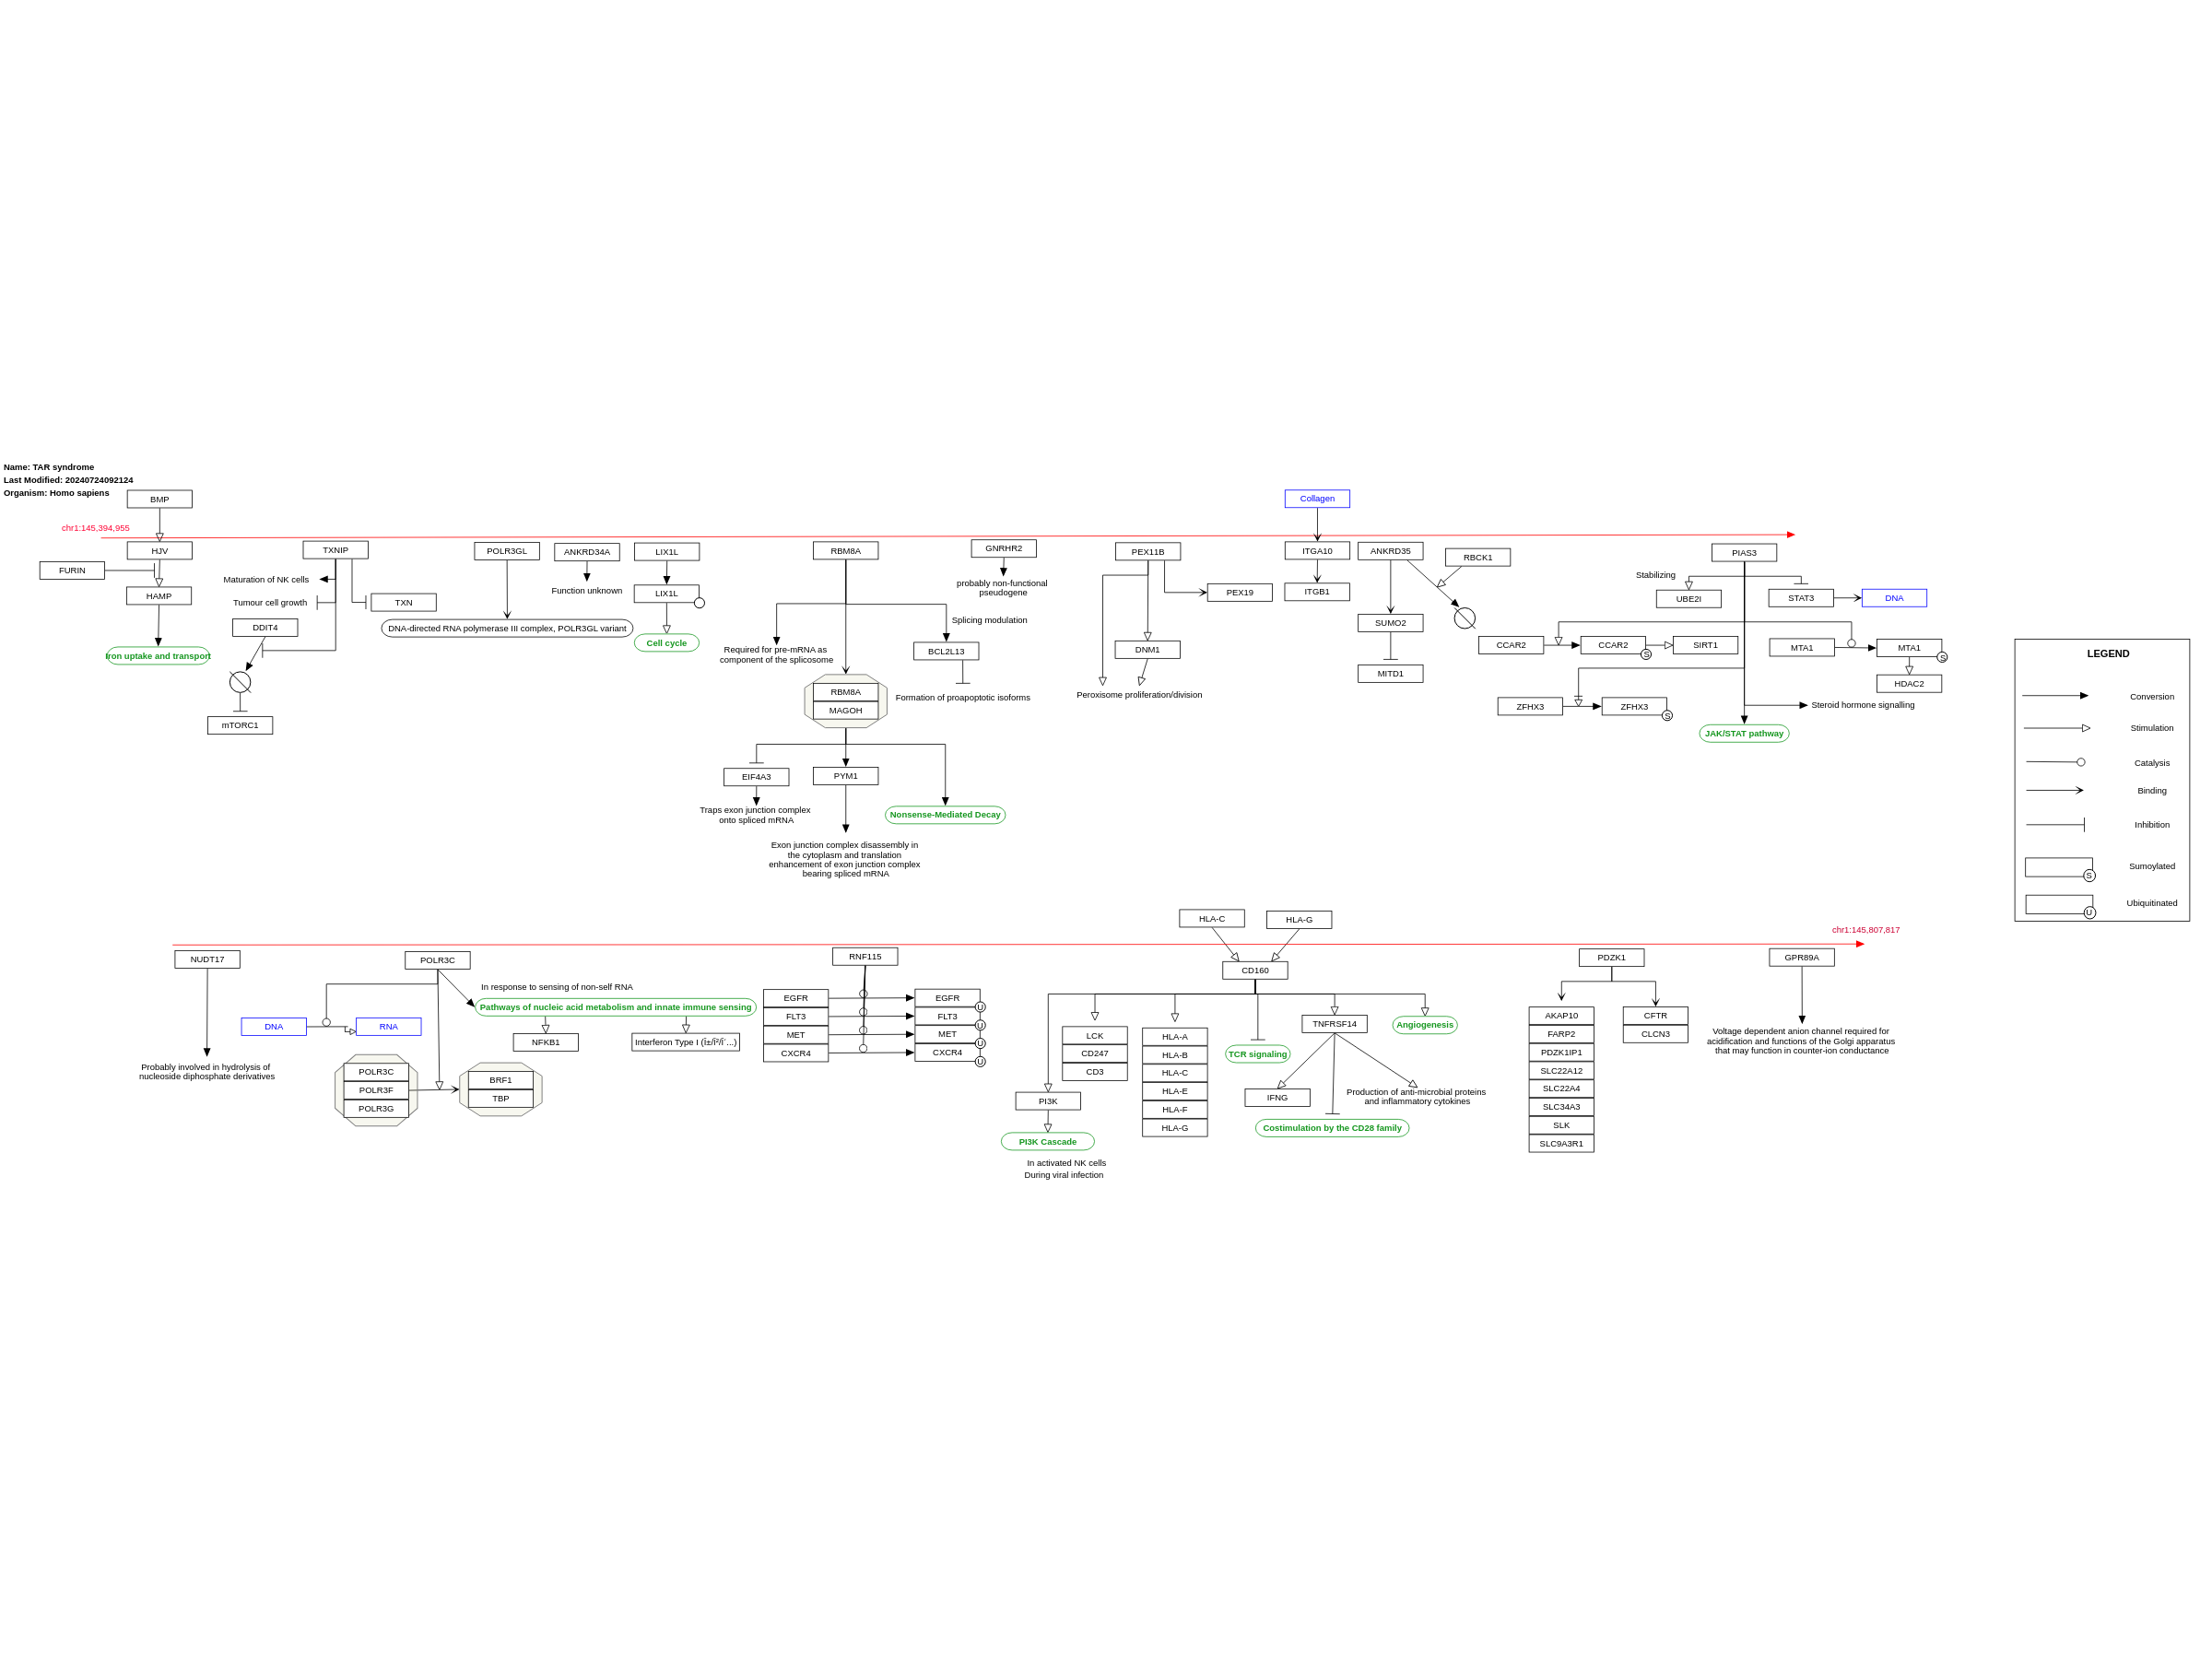 Name: TAR syndrome
Last Modified: 20240724092124
Organism: Homo sapiens
BMP
Collagen
chr1:145,394,955
HJV
TXNIP
POLR3GL
ANKRD34A
LIX1L
RBM8A
GNRHR2
PEX11B
ITGA10
ANKRD35
RBCK1
PIAS3
FURIN
Maturation of NK cells
Function unknown
probably non-functional
pseudogene
Stabilizing
HAMP
Tumour cell growth
TXN
LIX1L
PEX19
ITGB1
UBE2I
STAT3
DNA
DDIT4
DNA-directed RNA polymerase III complex, POLR3GL variant
Splicing modulation
SUMO2
Iron uptake and transport
Cell cycle
Required for pre-mRNA as
component of the splicosome
BCL2L13
DNM1
CCAR2
CCAR2
S
SIRT1
MTA1
MTA1
S
MITD1
HDAC2
RBM8A
MAGOH
Formation of proapoptotic isoforms
Peroxisome proliferation/division
ZFHX3
ZFHX3
S
Steroid hormone signalling
mTORC1
JAK/STAT pathway
EIF4A3
PYM1
Traps exon junction complex
onto spliced mRNA
Nonsense-Mediated Decay
Exon junction complex disassembly in
the cytoplasm and translation
enhancement of exon junction complex
bearing spliced mRNA
LEGEND
Conversion
Stimulation
Catalysis
Binding
Inhibition
Sumoylated
S
Ubiquitinated
U
HLA-C
HLA-G
chr1:145,807,817
NUDT17
POLR3C
RNF115
CD160
PDZK1
GPR89A
In response to sensing of non-self RNA
Pathways of nucleic acid metabolism and innate immune sensing
DNA
RNA
NFKB1
Interferon Type I (Î±/Î²/Î´...)
EGFR
FLT3
MET
CXCR4
EGFR
U
FLT3
U
MET
U
CXCR4
U
Probably involved in hydrolysis of
nucleoside diphosphate derivatives
POLR3C
POLR3F
POLR3G
BRF1
TBP
LCK
CD247
CD3
HLA-A
HLA-B
HLA-C
HLA-E
HLA-F
HLA-G
TCR signaling
TNFRSF14
Angiogenesis
PI3K
PI3K Cascade
In activated NK cells
During viral infection
IFNG
Production of anti-microbial proteins
and inflammatory cytokines
Costimulation by the CD28 family
AKAP10
FARP2
PDZK1IP1
SLC22A12
SLC22A4
SLC34A3
SLK
SLC9A3R1
CFTR
CLCN3
Voltage dependent anion channel required for
acidification and functions of the Golgi apparatus
that may function in counter-ion conductance